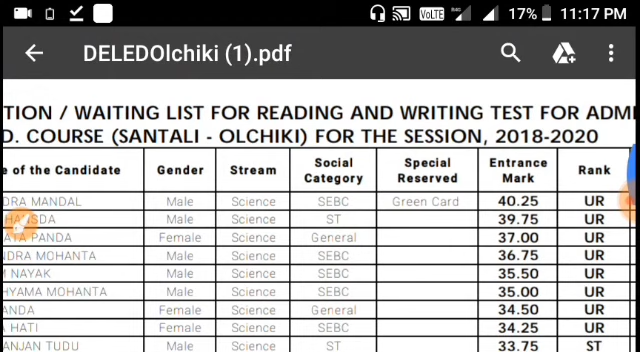 VoLTE 17% 11:17 PM
DELEDOlchiki (1).pdf
TION / WAITING LIST FOR READING AND WRITING TEST FOR ADMI
D. COURSE (SANTALI - OLCHIKI) FOR THE SESSION, 2018-2020
e of the Candidate Gender Stream Social Category Special Reserved Entrance Mark Rank
DRA MANDAL Male Science SEBC Green Card 40.25 UR
HANSDA Male Science ST 39.75 UR
ATA PANDA Female Science General 37.00 UR
NDRA MOHANTA Male Science SEBC 36.75 UR
M NAYAK Male Science SEBC 35.50 UR
HYAMA MOHANTA Male Science SEBC 35.00 UR
ANDA Female Science General 34.50 UR
A HATI Female Science SEBC 34.25 UR
ANJAN TUDU Male Science ST 33.75 ST